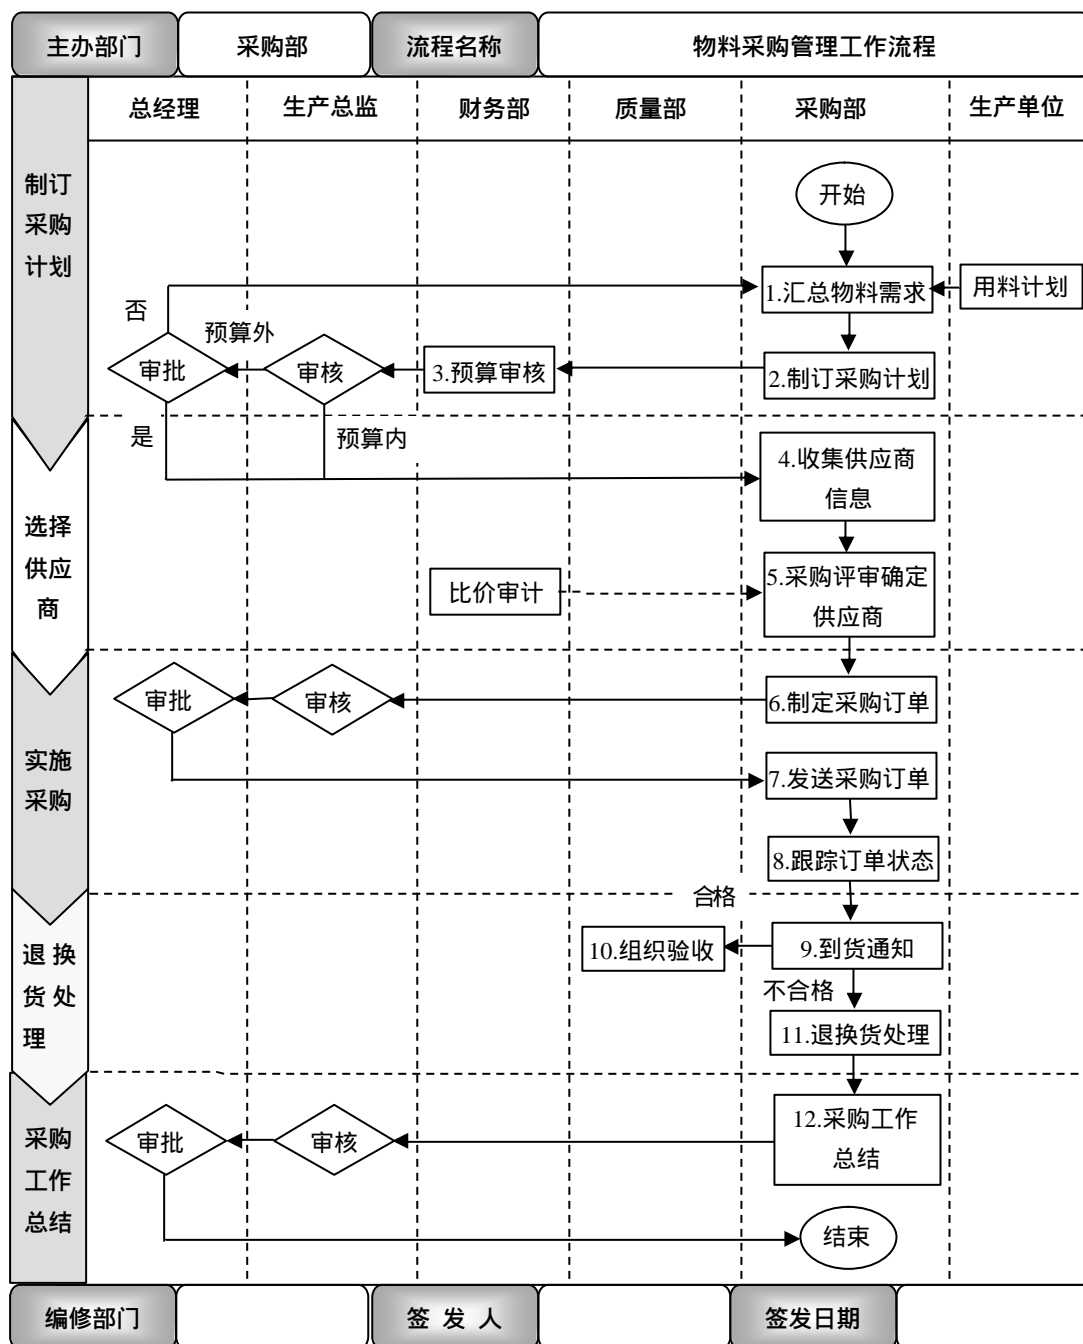 主办部门 采购部 流程名称 物料采购管理工作流程
总经理 生产总监 财务部 质量部 采购部 生产单位
制订
采购
计划
开始
否
1.汇总物料需求
用料计划
预算外
审批
审核
3.预算审核
2.制订采购计划
是
预算内
选择
供应
商
4.收集供应商
信息
比价审计
5.采购评审确定
供应商
实施
采购
审批
审核
6.制定采购订单
7.发送采购订单
8.跟踪订单状态
合格
退换
货处
理
10.组织验收
9.到货通知
不合格
11.退换货处理
采购
工作
总结
审批
审核
12.采购工作
总结
结束
编修部门 签发人 签发日期